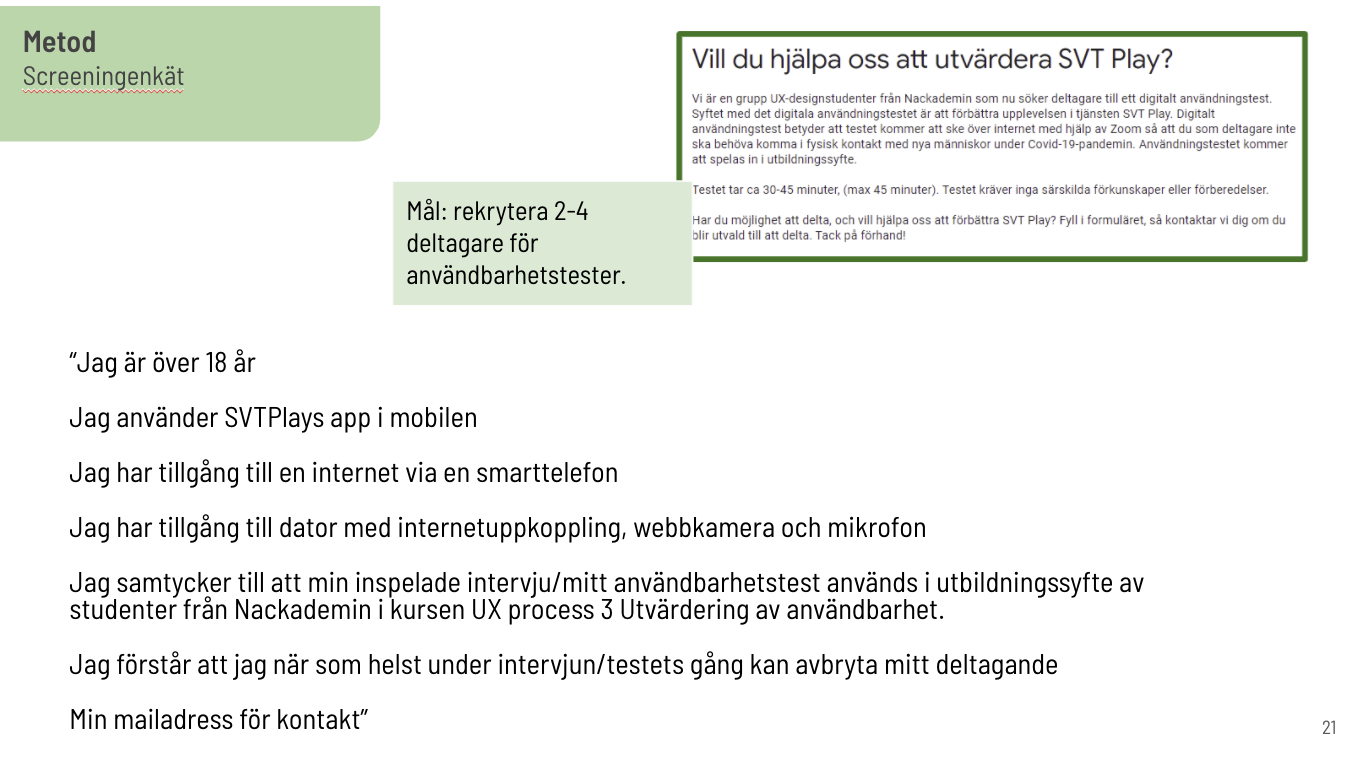 Metod
Screeningenkät
Vill du hjälpa oss att utvärdera SVT Play?
Vi är en grupp UX-designstudenter från Nackademin som nu söker deltagare till ett digitalt användningstest.
Syftet med det digitala användningstestet är att förbättra upplevelsen i tjänsten SVT Play. Digitalt
användningstest betyder att testet kommer att ske över internet med hjälp av Zoom så att du som deltagare inte
ska behöva komma i fysisk kontakt med nya människor under Covid-19-pandemin. Användningstestet kommer
att spelas in i utbildningssyfte.
Testet tar ca 30-45 minuter, (max 45 minuter). Testet kräver inga särskilda förkunskaper eller förberedelser.
Har du möjlighet att delta, och vill hjälpa oss att förbättra SVT Play? Fyll i formuläret, så kontaktar vi dig om du
blir utvald till att delta. Tack på förhand!
Mål: rekrytera 2-4
deltagare för
användbarhetstester.
“Jag är över 18 år
Jag använder SVTPlays app i mobilen
Jag har tillgång till en internet via en smarttelefon
Jag har tillgång till dator med internetuppkoppling, webbkamera och mikrofon
Jag samtycker till att min inspelade intervju/mitt användbarhetstest används i utbildningssyfte av
studenter från Nackademin i kursen UX process 3 Utvärdering av användbarhet.
Jag förstår att jag när som helst under intervjun/testets gång kan avbryta mitt deltagande
Min mailadress för kontakt”
21